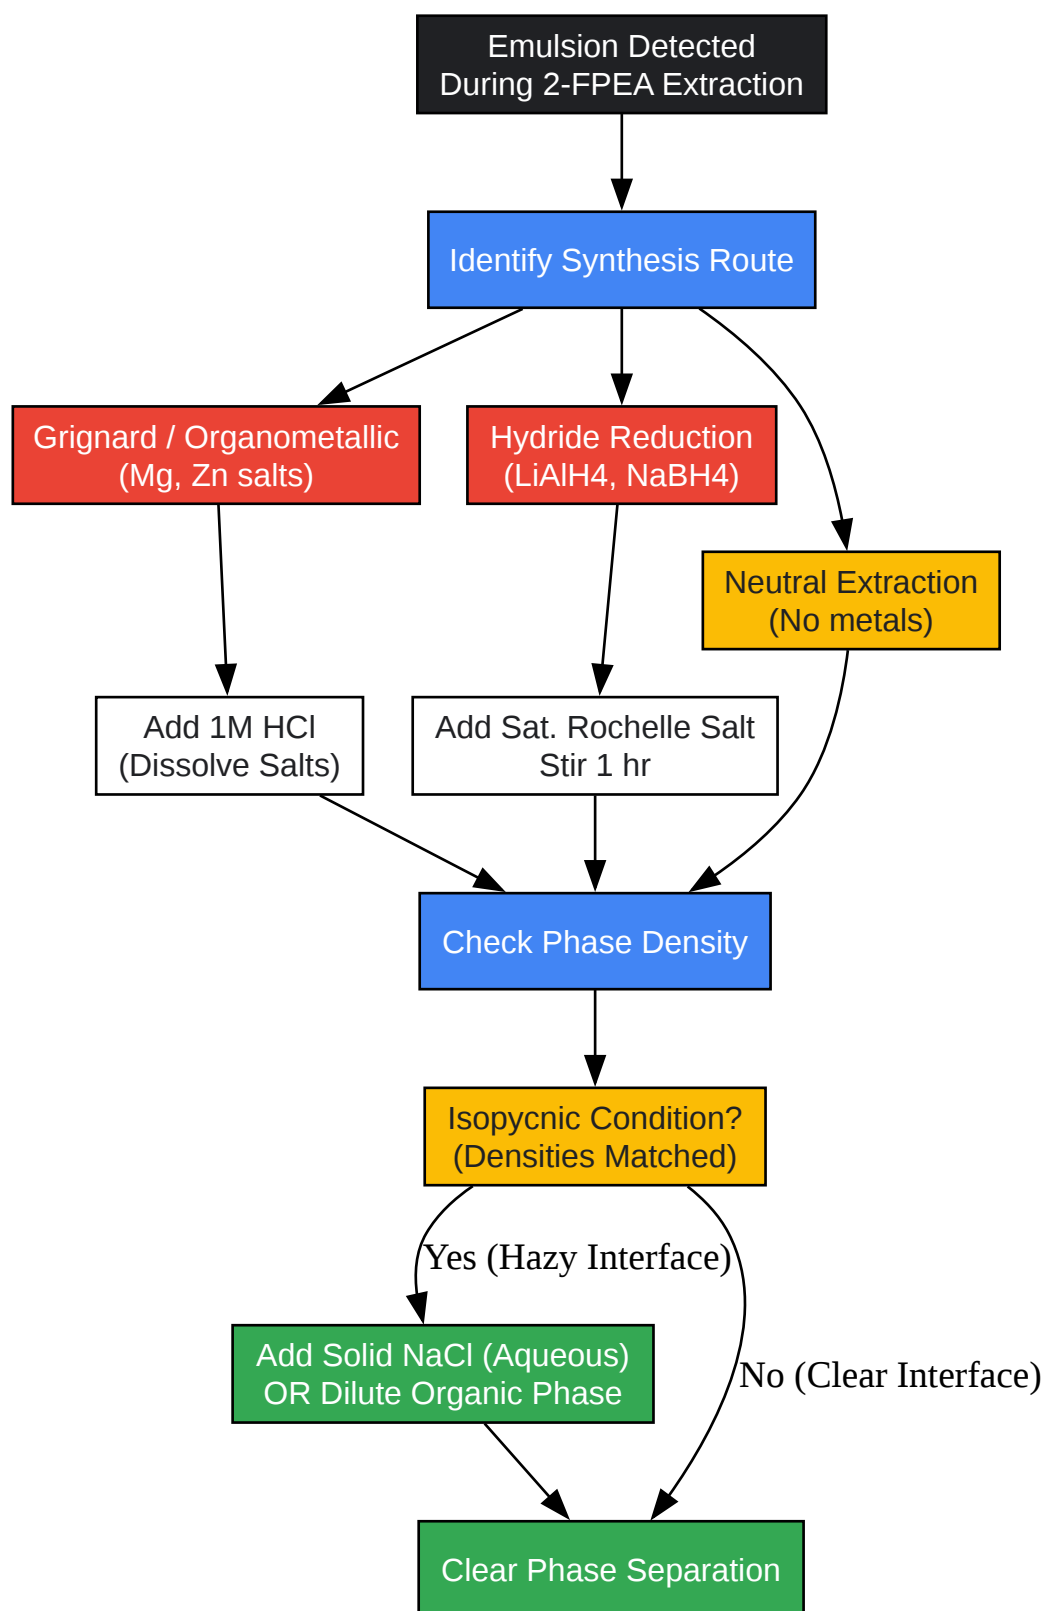 Emulsion Detected
During 2-FPEA Extraction
Identify Synthesis Route
Grignard / Organometallic
(Mg, Zn salts)
Hydride Reduction
(LiAlH4, NaBH4)
Neutral Extraction
(No metals)
Add 1M HCl
(Dissolve Salts)
Add Sat. Rochelle Salt
Stir 1 hr
Check Phase Density
Isopycnic Condition?
(Densities Matched)
Yes (Hazy Interface)
Add Solid NaCl (Aqueous)
OR Dilute Organic Phase
No (Clear Interface)
Clear Phase Separation